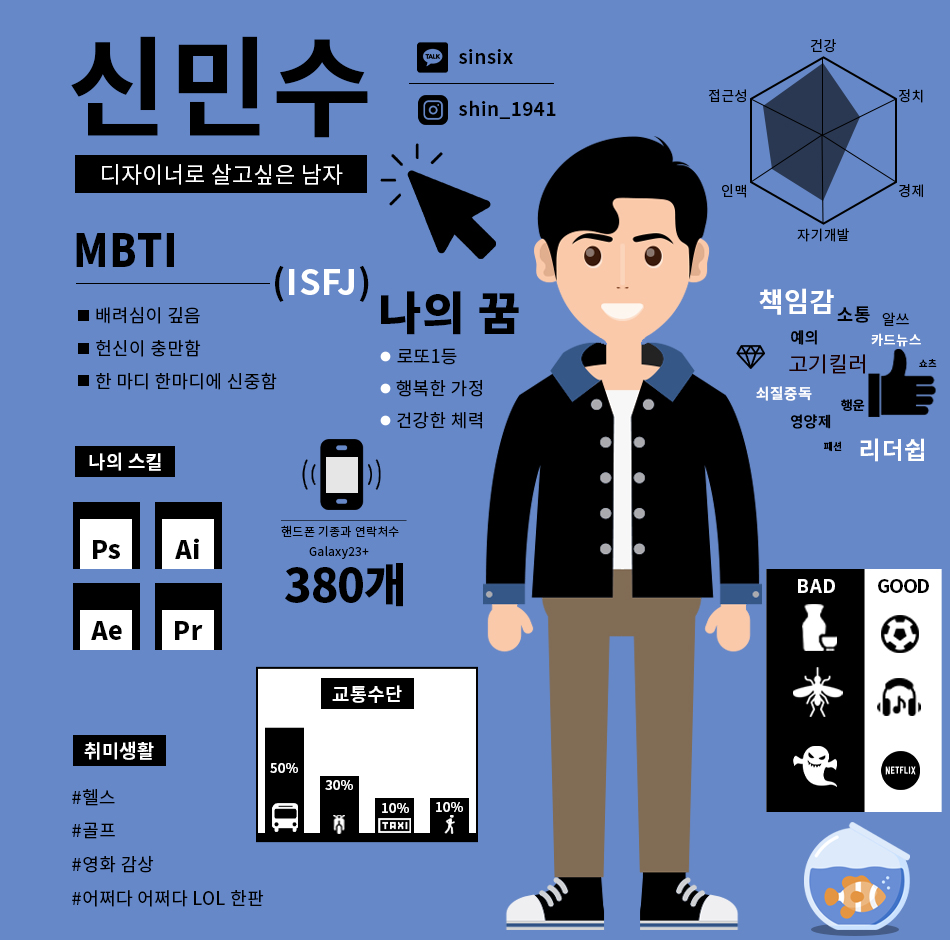 신민수
디자이너로 살고싶은 남자
TALK
sinsix
shin_1941
건강
접근성
정치
인맥
경제
자기개발
MBTI
(ISFJ)
배려심이 깊음
헌신이 충만함
한 마디 한마디에 신중함
나의 꿈
로또1등
행복한 가정
건강한 체력
책임감
소통
알쓰
예의
카드뉴스
고기킬러
쇼츠
쇠질중독
행운
영양제
패션
리더쉽
나의 스킬
Ps
Ai
Ae
Pr
핸드폰 기종과 연락처수
Galaxy23+
380개
교통수단
50%
30%
10%
10%
TAXI
BAD
GOOD
NETFLIX
취미생활
#헬스
#골프
#영화 감상
#어쩌다 어쩌다 LOL 한판